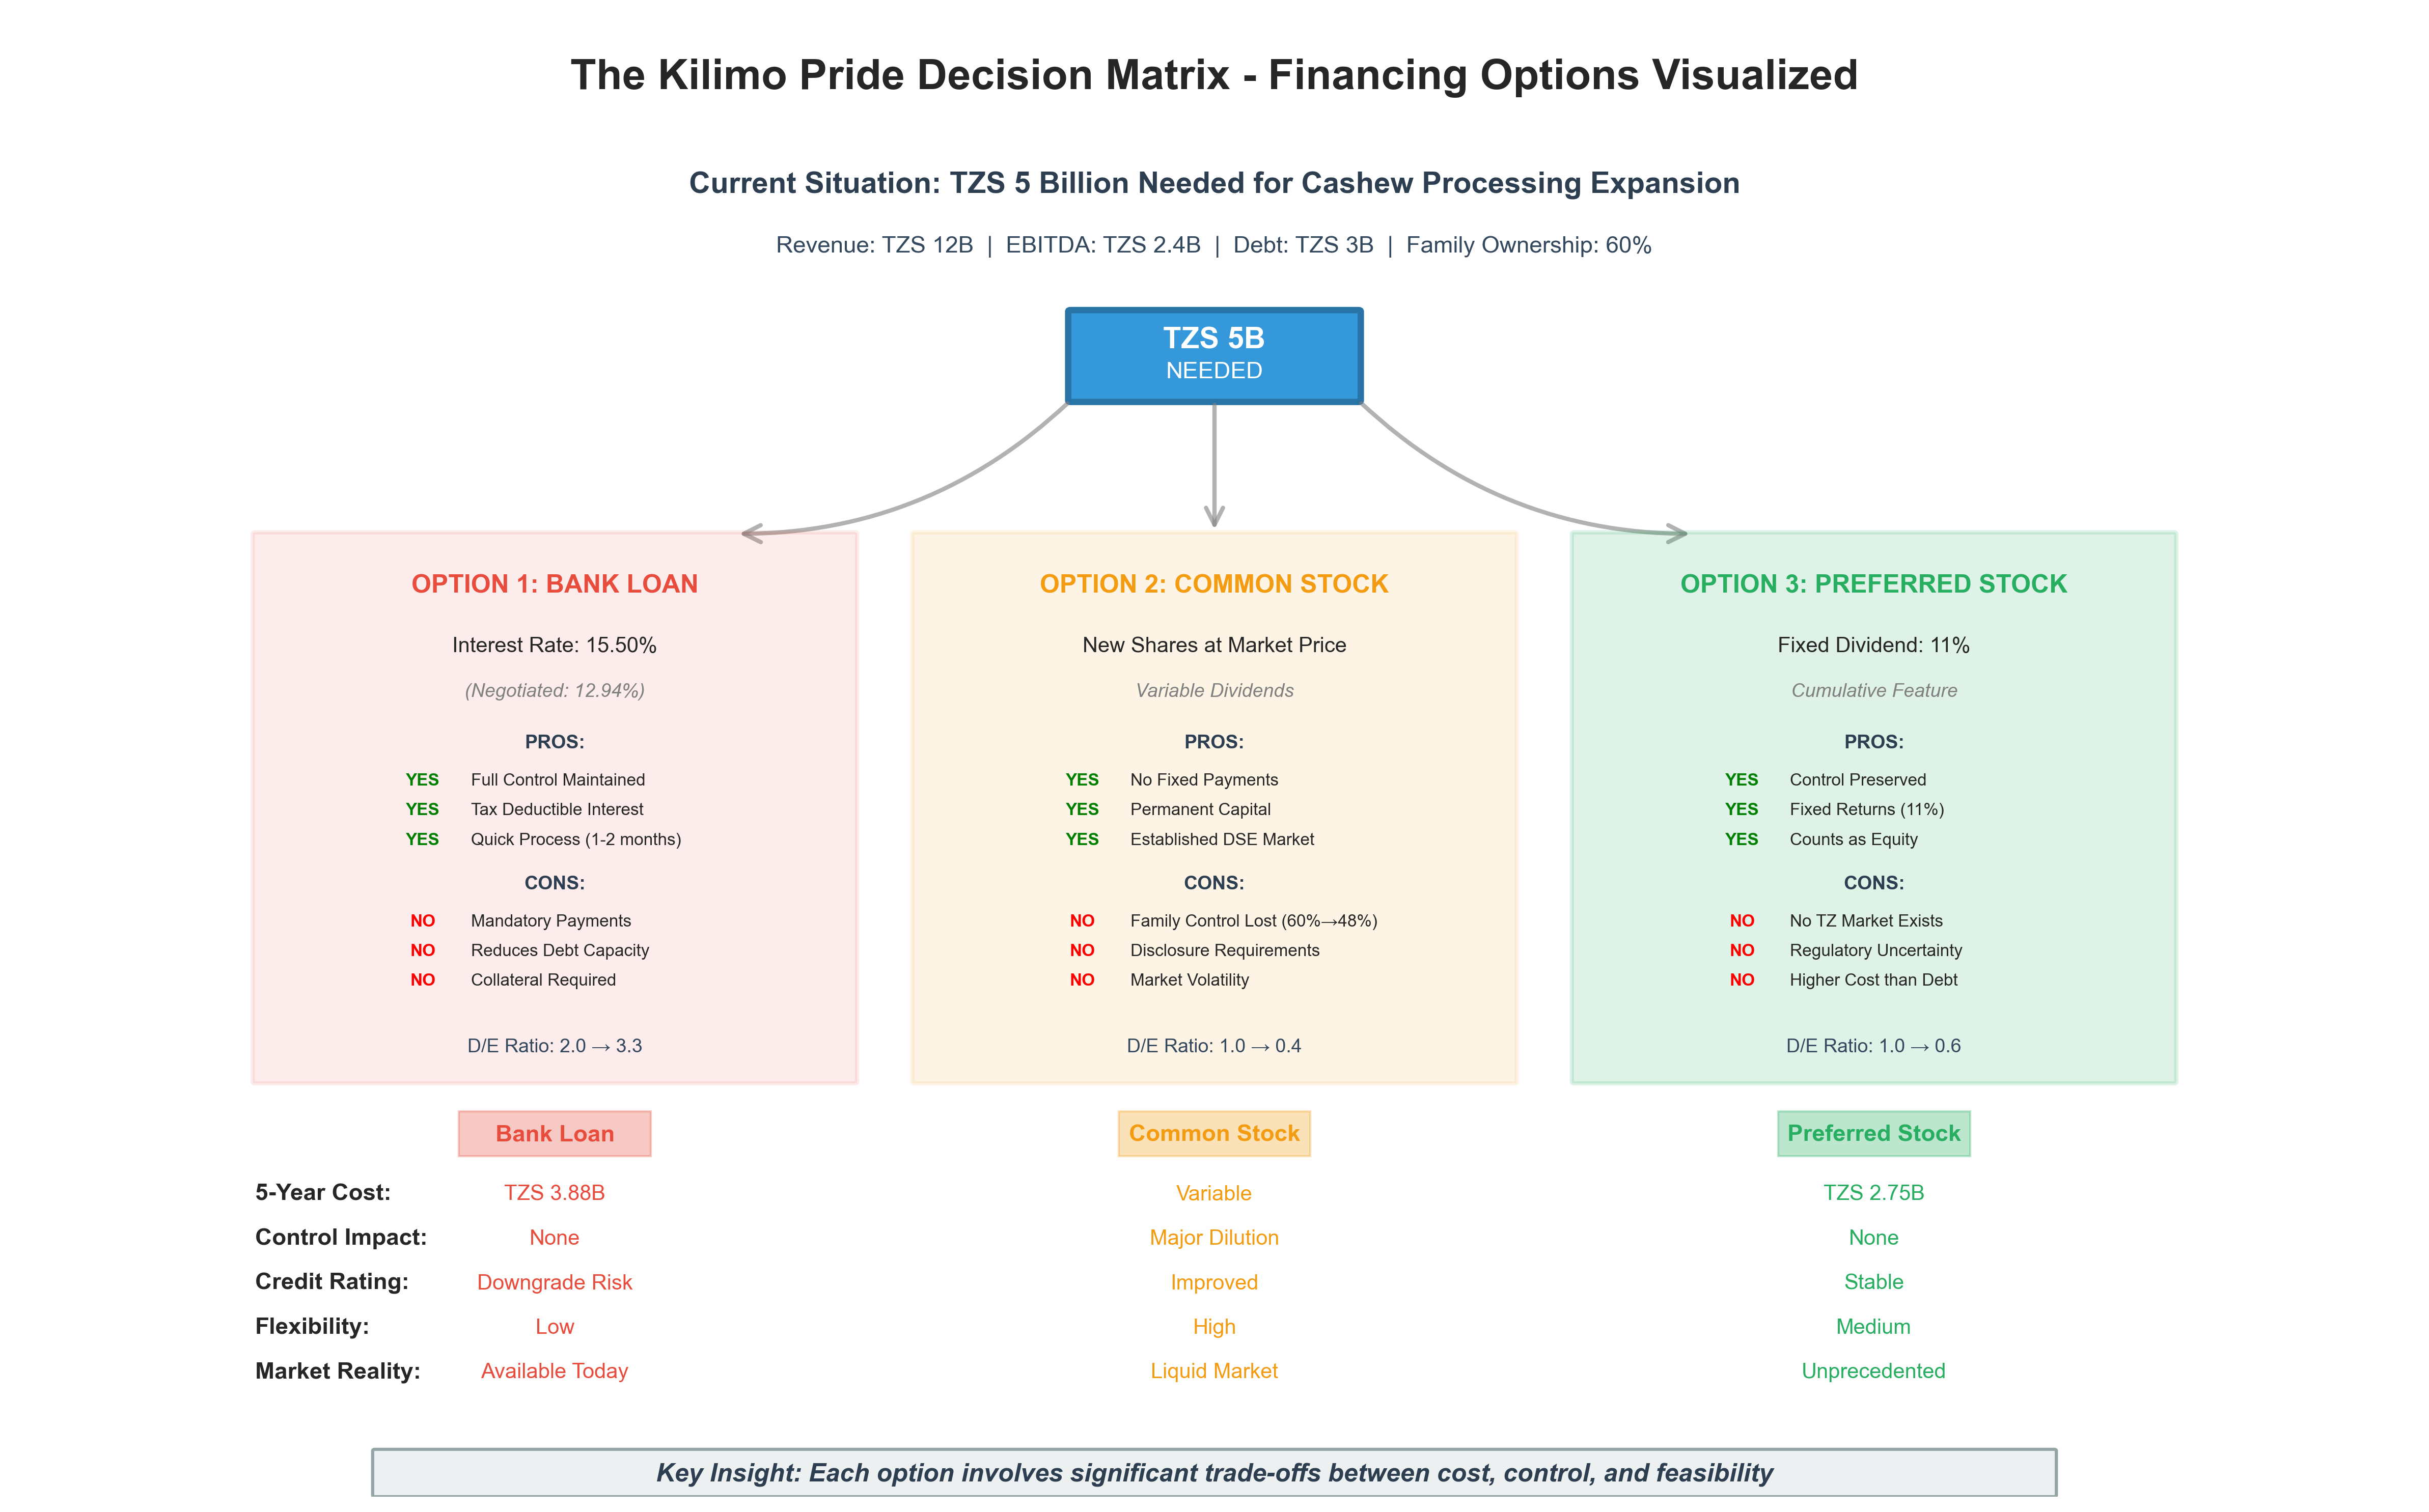 The Kilimo Pride Decision Matrix - Financing Options Visualized
Current Situation: TZS 5 Billion Needed for Cashew Processing Expansion
Revenue: TZS 12B | EBITDA: TZS 2.4B | Debt: TZS 3B | Family Ownership: 60%
TZS 5B
NEEDED
OPTION 1: BANK LOAN
Interest Rate: 15.50%
(Negotiated: 12.94%)
PROS:
YES Full Control Maintained
YES Tax Deductible Interest
YES Quick Process (1-2 months)
CONS:
NO Mandatory Payments
NO Reduces Debt Capacity
NO Collateral Required
D/E Ratio: 2.0 → 3.3
OPTION 2: COMMON STOCK
New Shares at Market Price
Variable Dividends
PROS:
YES No Fixed Payments
YES Permanent Capital
YES Established DSE Market
CONS:
NO Family Control Lost (60%→48%)
NO Disclosure Requirements
NO Market Volatility
D/E Ratio: 1.0 → 0.4
OPTION 3: PREFERRED STOCK
Fixed Dividend: 11%
Cumulative Feature
PROS:
YES Control Preserved
YES Fixed Returns (11%)
YES Counts as Equity
CONS:
NO No TZ Market Exists
NO Regulatory Uncertainty
NO Higher Cost than Debt
D/E Ratio: 1.0 → 0.6
Bank Loan Common Stock Preferred Stock
5-Year Cost: TZS 3.88B Variable TZS 2.75B
Control Impact: None Major Dilution None
Credit Rating: Downgrade Risk Improved Stable
Flexibility: Low High Medium
Market Reality: Available Today Liquid Market Unprecedented
Key Insight: Each option involves significant trade-offs between cost, control, and feasibility